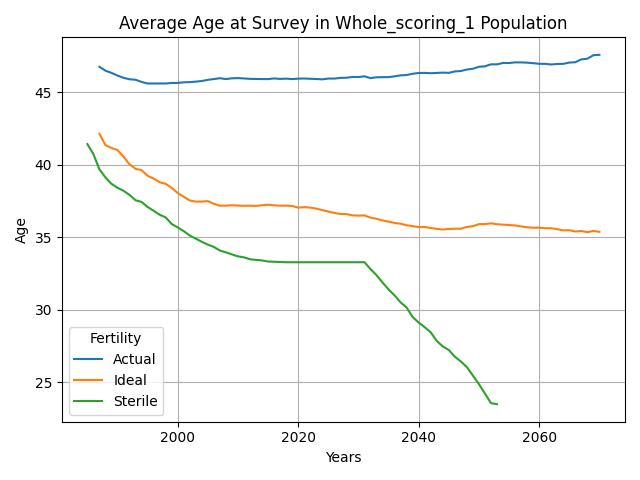 Average Age at Survey in Whole_scoring_1 Population
Age
45
40
35
30
25
Fertility
Actual
Ideal
Sterile
2000 2020 2040 2060
Years